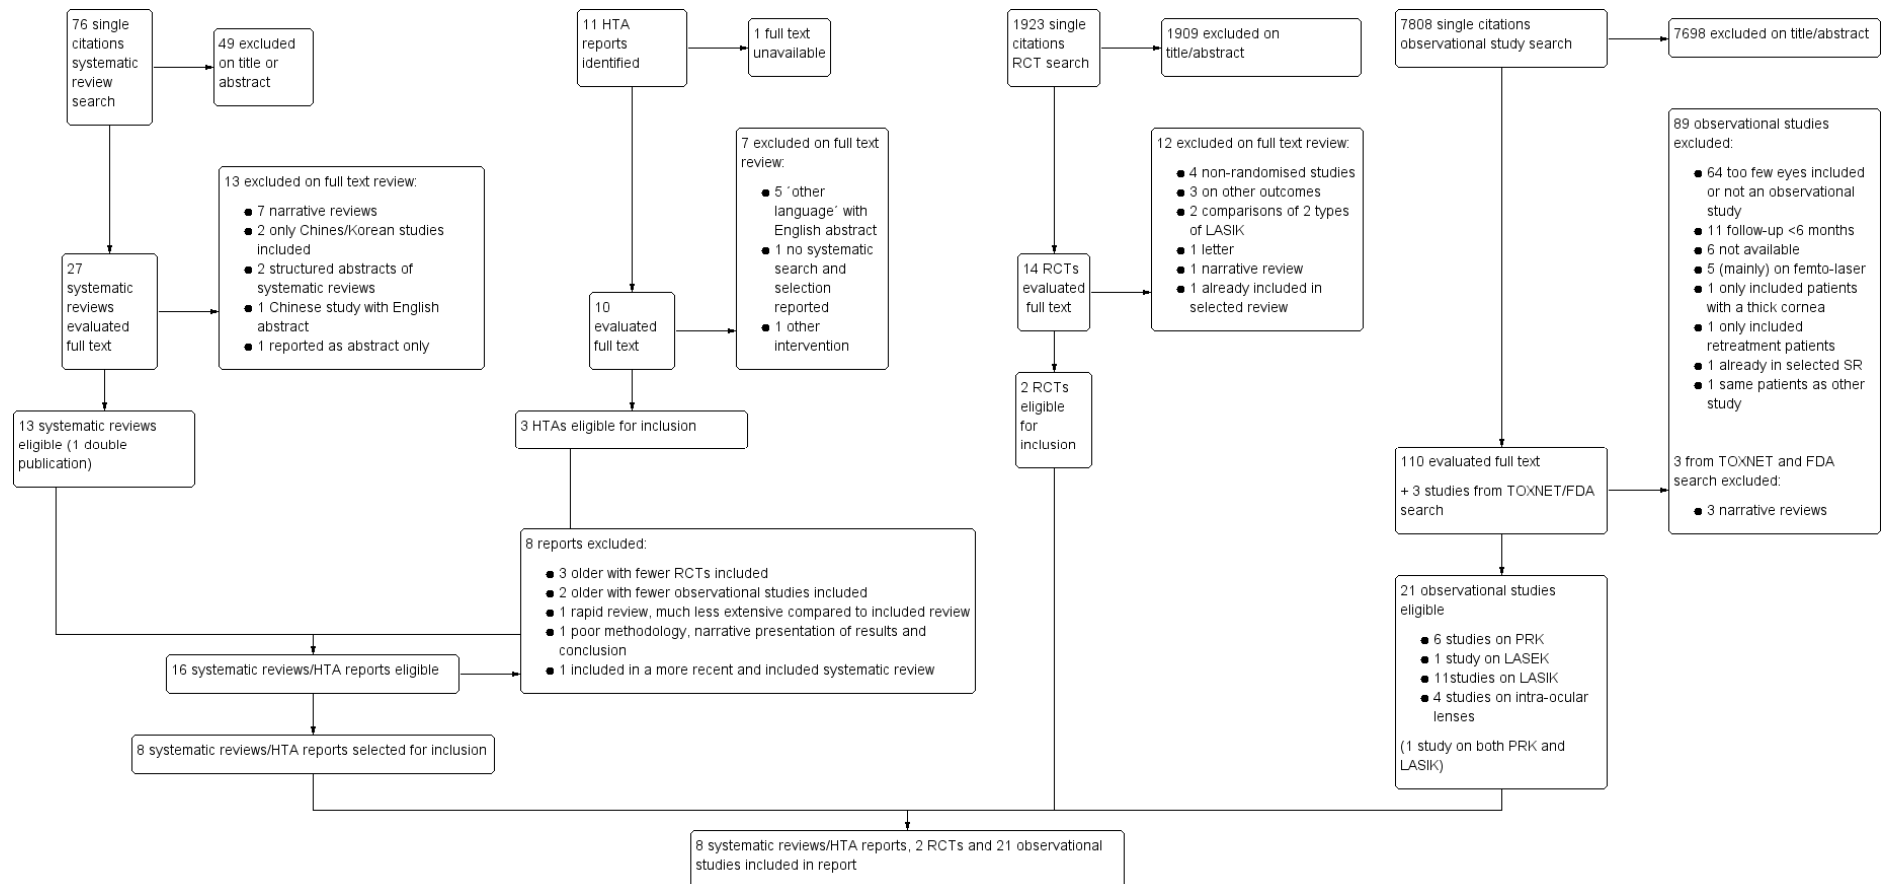 76 single
citations
systematic
review
search
49 excluded
on title or
abstract
11 HTA
reports
identified
1 full text
unavailable
1923 single
citations
RCT search
1909 excluded on
title/abstract
7808 single citations
observational study search
7698 excluded on title/abstract
13 excluded on full text review:
● 7 narrative reviews
● 2 only Chines/Korean studies
included
● 2 structured abstracts of
systematic reviews
● 1 Chinese study with English
abstract
● 1 reported as abstract only
27
systematic
reviews
evaluated
full text
7 excluded on full text
review:
● 5 ´other
language´ with
English abstract
● 1 no systematic
search and
selection
reported
● 1 other
intervention
10
evaluated
full text
12 excluded on full text review:
● 4 non-randomised studies
● 3 on other outcomes
● 2 comparisons of 2 types
of LASIK
● 1 letter
● 1 narrative review
● 1 already included in
selected review
14 RCTs
evaluated
full text
89 observational studies
excluded:
● 64 too few eyes included
or not an observational
study
● 11 follow-up <6 months
● 6 not available
● 5 (mainly) on femto-laser
● 1 only included patients
with a thick cornea
● 1 only included
retreatment patients
● 1 already in selected SR
● 1 same patients as other
study
3 from TOXNET and FDA
search excluded:
● 3 narrative reviews
110 evaluated full text
+ 3 studies from TOXNET/FDA
search
13 systematic reviews
eligible (1 double
publication)
3 HTAs eligible for inclusion
2 RCTs
eligible
for
inclusion
8 reports excluded:
● 3 older with fewer RCTs included
● 2 older with fewer observational studies included
● 1 rapid review, much less extensive compared to included review
● 1 poor methodology, narrative presentation of results and
conclusion
● 1 included in a more recent and included systematic review
21 observational studies
eligible
● 6 studies on PRK
● 1 study on LASEK
● 11studies on LASIK
● 4 studies on intra-ocular
lenses
(1 study on both PRK and
LASIK)
16 systematic reviews/HTA reports eligible
8 systematic reviews/HTA reports selected for inclusion
8 systematic reviews/HTA reports, 2 RCTs and 21 observational
studies included in report